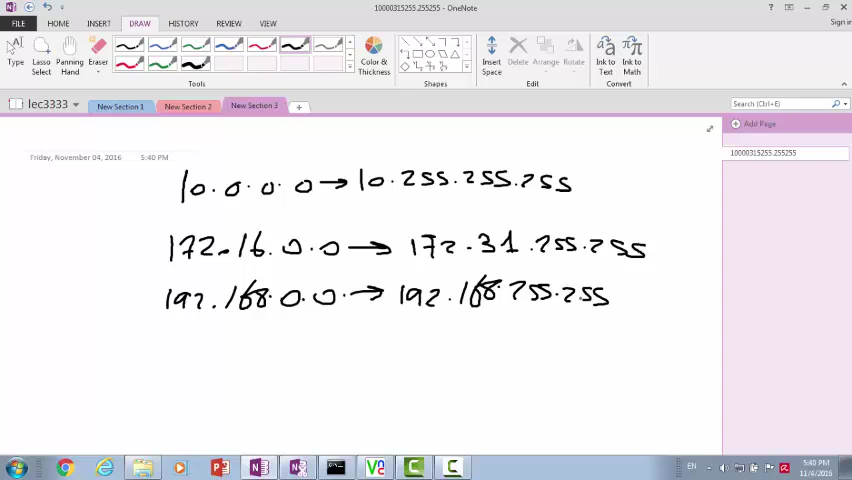 10000315255.255255 - OneNote
FILE HOME INSERT DRAW HISTORY REVIEW VIEW
Sign in
Type Lasso Select Panning Hand Eraser Color & Thickness Insert Space Delete Arrange Rotate Ink to Text Ink to Math
Tools Shapes Edit Convert
lec3333 New Section 1 New Section 2 New Section 3 + Search (Ctrl+E)
Add Page
10000315255.255255
Friday, November 04, 2016 5:40 PM
10.0.0.0 → 10.255.255.255
172.16.0.0 → 172.31.255.255
192.168.0.0 → 192.168.255.255
EN 5:40 PM
11/4/2016